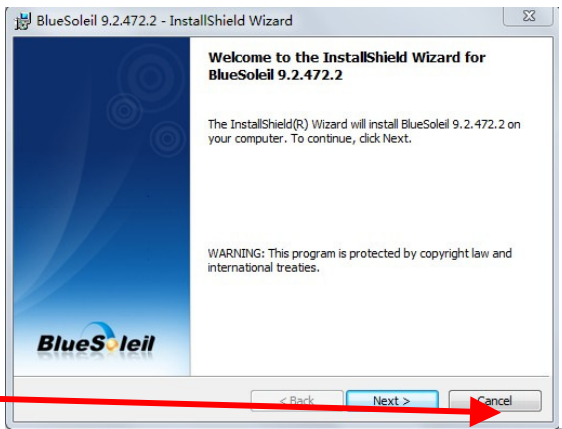 BlueSoleil 9.2.472.2 - InstallShield Wizard
Welcome to the InstallShield Wizard for
BlueSoleil 9.2.472.2
The InstallShield(R) Wizard will install BlueSoleil 9.2.472.2 on
your computer. To continue, click Next.
WARNING: This program is protected by copyright law and
international treaties.
BlueSoleil
< Back Next > Cancel